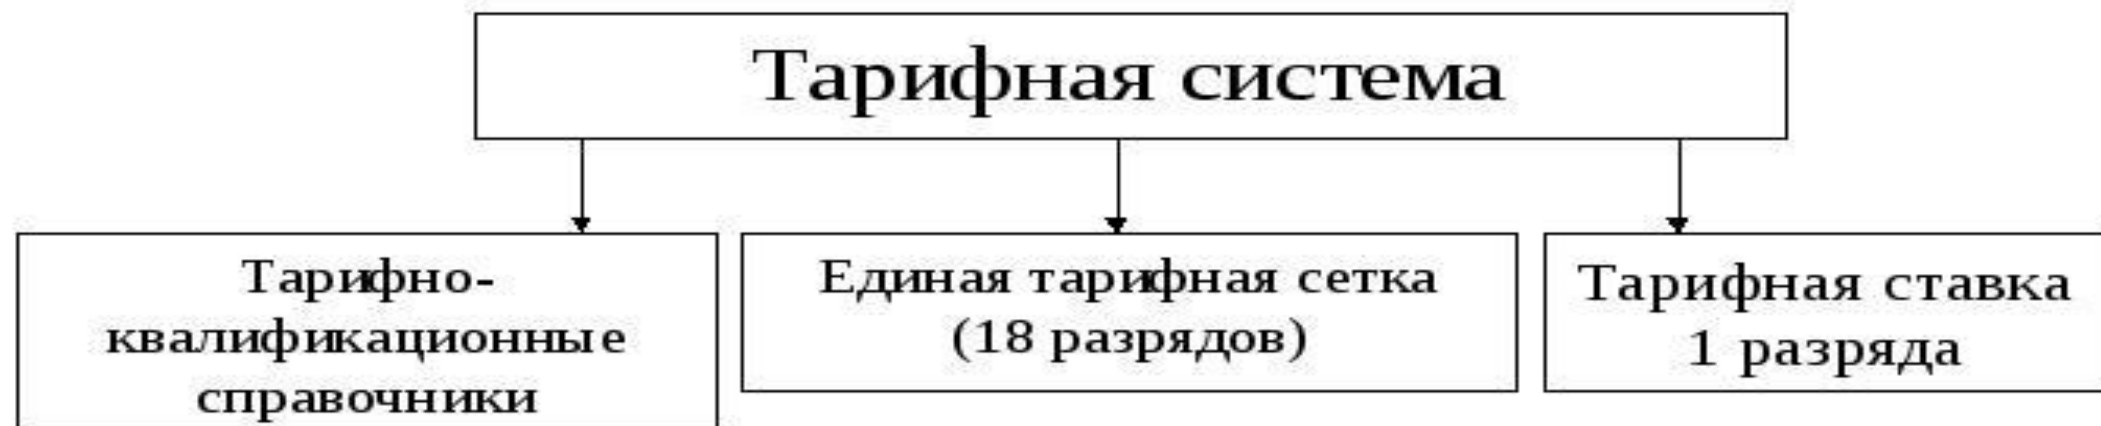 Тарифная система
Тарифно-
квалификационные
справочники
Единая тарифная сетка
(18 разрядов)
Тарифная ставка
1 разряда